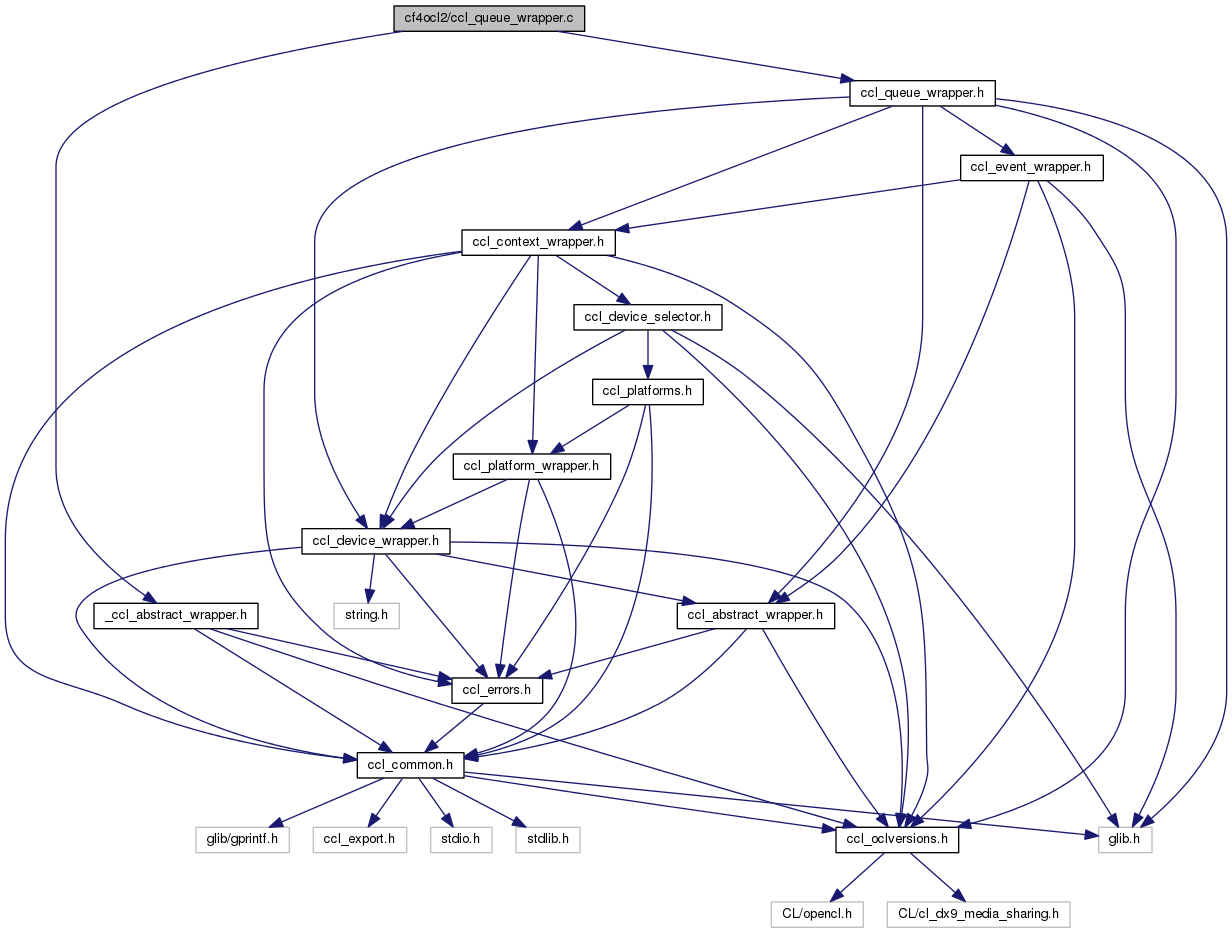 cf4ocl2/ccl_queue_wrapper.c
ccl_queue_wrapper.h
ccl_event_wrapper.h
ccl_context_wrapper.h
ccl_device_selector.h
ccl_platforms.h
ccl_platform_wrapper.h
ccl_device_wrapper.h
_ccl_abstract_wrapper.h
string.h
ccl_abstract_wrapper.h
ccl_errors.h
ccl_common.h
glib/gprintf.h
ccl_export.h
stdio.h
stdlib.h
ccl_oclversions.h
glib.h
CL/opencl.h
CL/cl_dx9_media_sharing.h